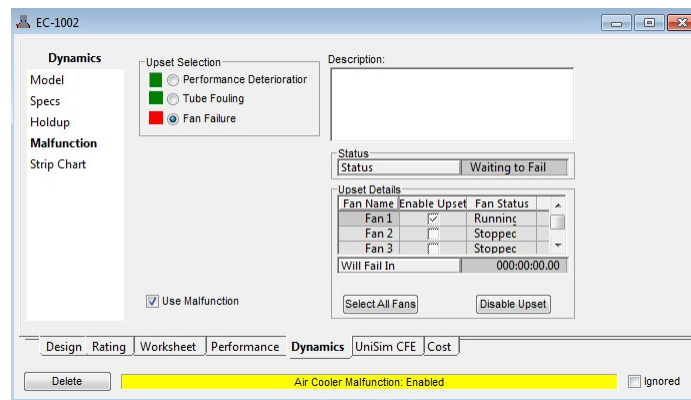 EC-1002
Dynamics
Model
Specs
Holdup
Malfunction
Strip Chart
Upset Selection
Performance Deterioratior
Tube Fouling
Fan Failure
Use Malfunction
Description:
Status
Status Waiting to Fail
Upset Details
Fan Name Enable Upset Fan Status
Fan 1 Running
Fan 2 Stoppec
Fan 3 Stoppec
Will Fail In 000:00:00.00
Select All Fans Disable Upset
Design Rating Worksheet Performance Dynamics UniSim CFE Cost
Delete Air Cooler Malfunction: Enabled Ignored